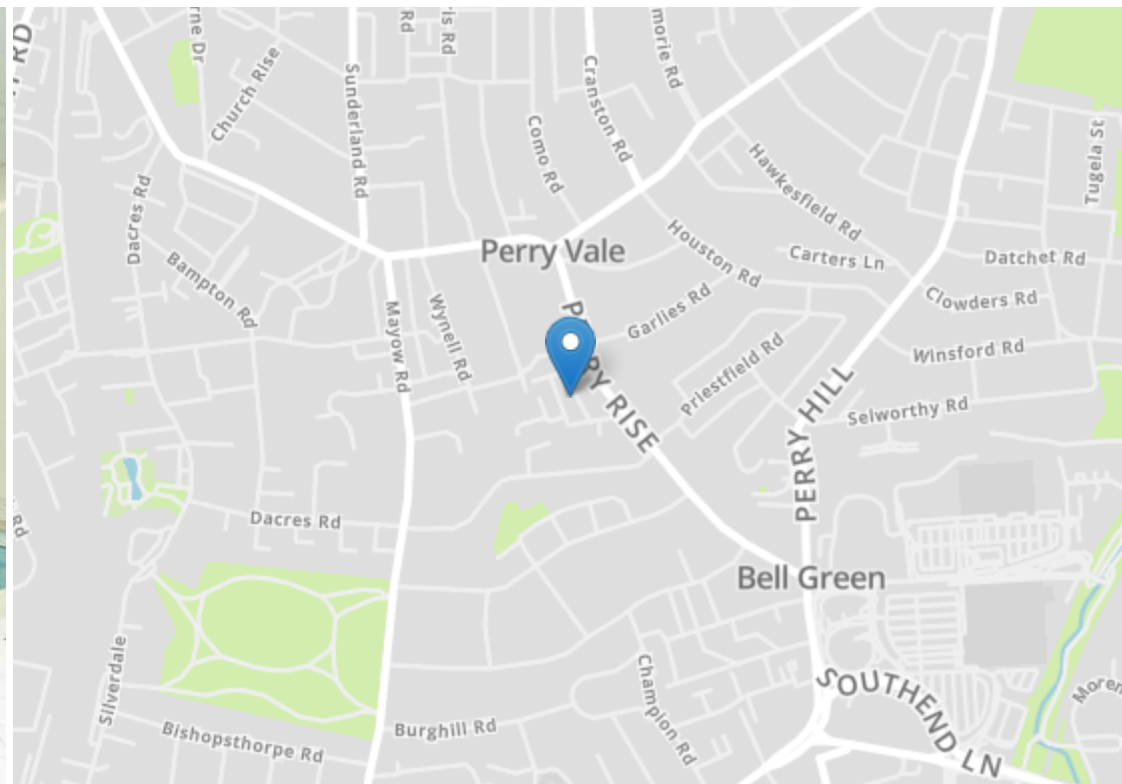 Church Rise
Sunderland Rd
Rd
Cranston Rd
Como Rd
Hawkesfield Rd
Tugela St
Dacres Rd
Perry Vale
Houston Rd
Carters Ln
Datchet Rd
Bampton Rd
Clowders Rd
Mayow Rd
Wynell Rd
Garlies Rd
Winsford Rd
Priestfield Rd
PERRY HILL
Selworthy Rd
RISE
Dacres Rd
Rd
Bell Green
Silverdale
Champion Rd
SOUTHEND LN
Burghill Rd
Bishopsthorpe Rd